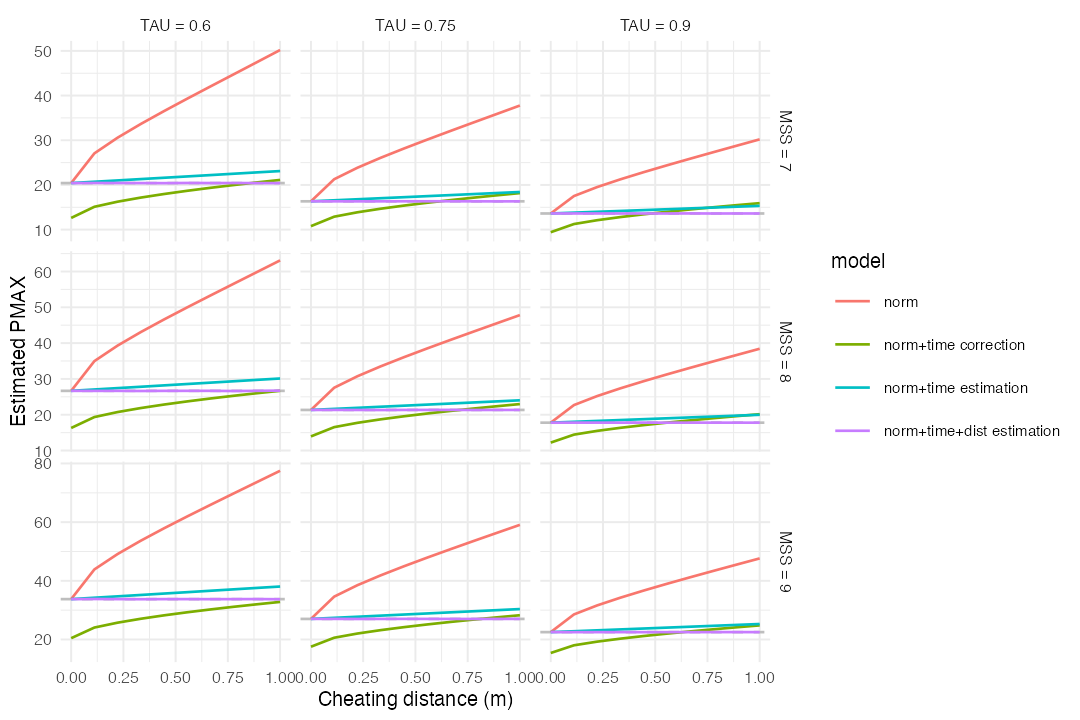 TAU = 0.6 TAU = 0.75 TAU = 0.9
50
40
30
20
10
MSS = 7
60
50
40
30
20
10
MSS = 8
80
60
40
20
MSS = 9
0.00 0.25 0.50 0.75 1.00 0.00 0.25 0.50 0.75 1.00 0.00 0.25 0.50 0.75 1.00
Cheating distance (m)
Estimated PMAX
model
norm
norm+time correction
norm+time estimation
norm+time+dist estimation